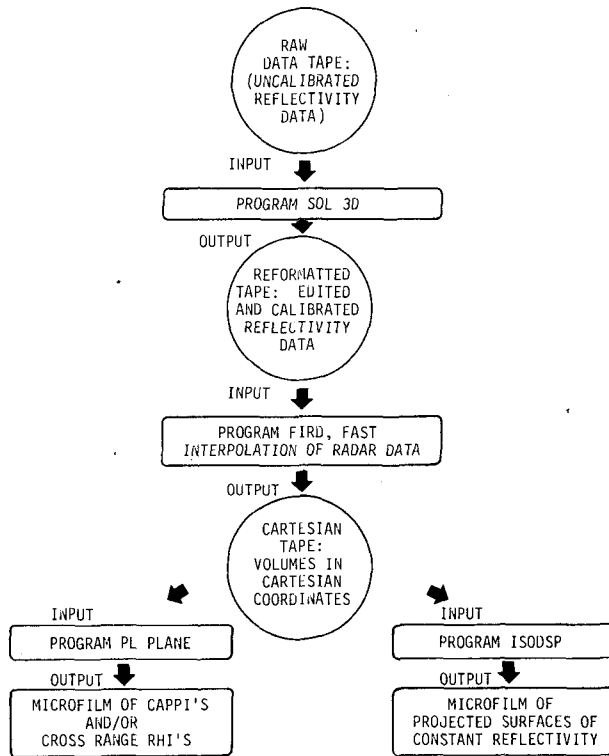 RAW
DATA TAPE:
(UNCALIBRATED
REFLECTIVITY
DATA)
INPUT
PROGRAM SOL 3D
OUTPUT
REFORMATTED
TAPE: EDITED
AND CALIBRATED
REFLECTIVITY
DATA
INPUT
PROGRAM FIRD, FAST
INTERPOLATION OF RADAR DATA
OUTPUT
CARTESIAN
TAPE:
VOLUMES IN
CARTESIAN
COORDINATES
INPUT
PROGRAM PL PLANE
OUTPUT
MICROFILM OF CAPPI'S
AND/OR
CROSS RANGE RHI'S
INPUT
PROGRAM ISODSP
OUTPUT
MICROFILM OF
PROJECTED SURFACES OF
CONSTANT REFLECTIVITY